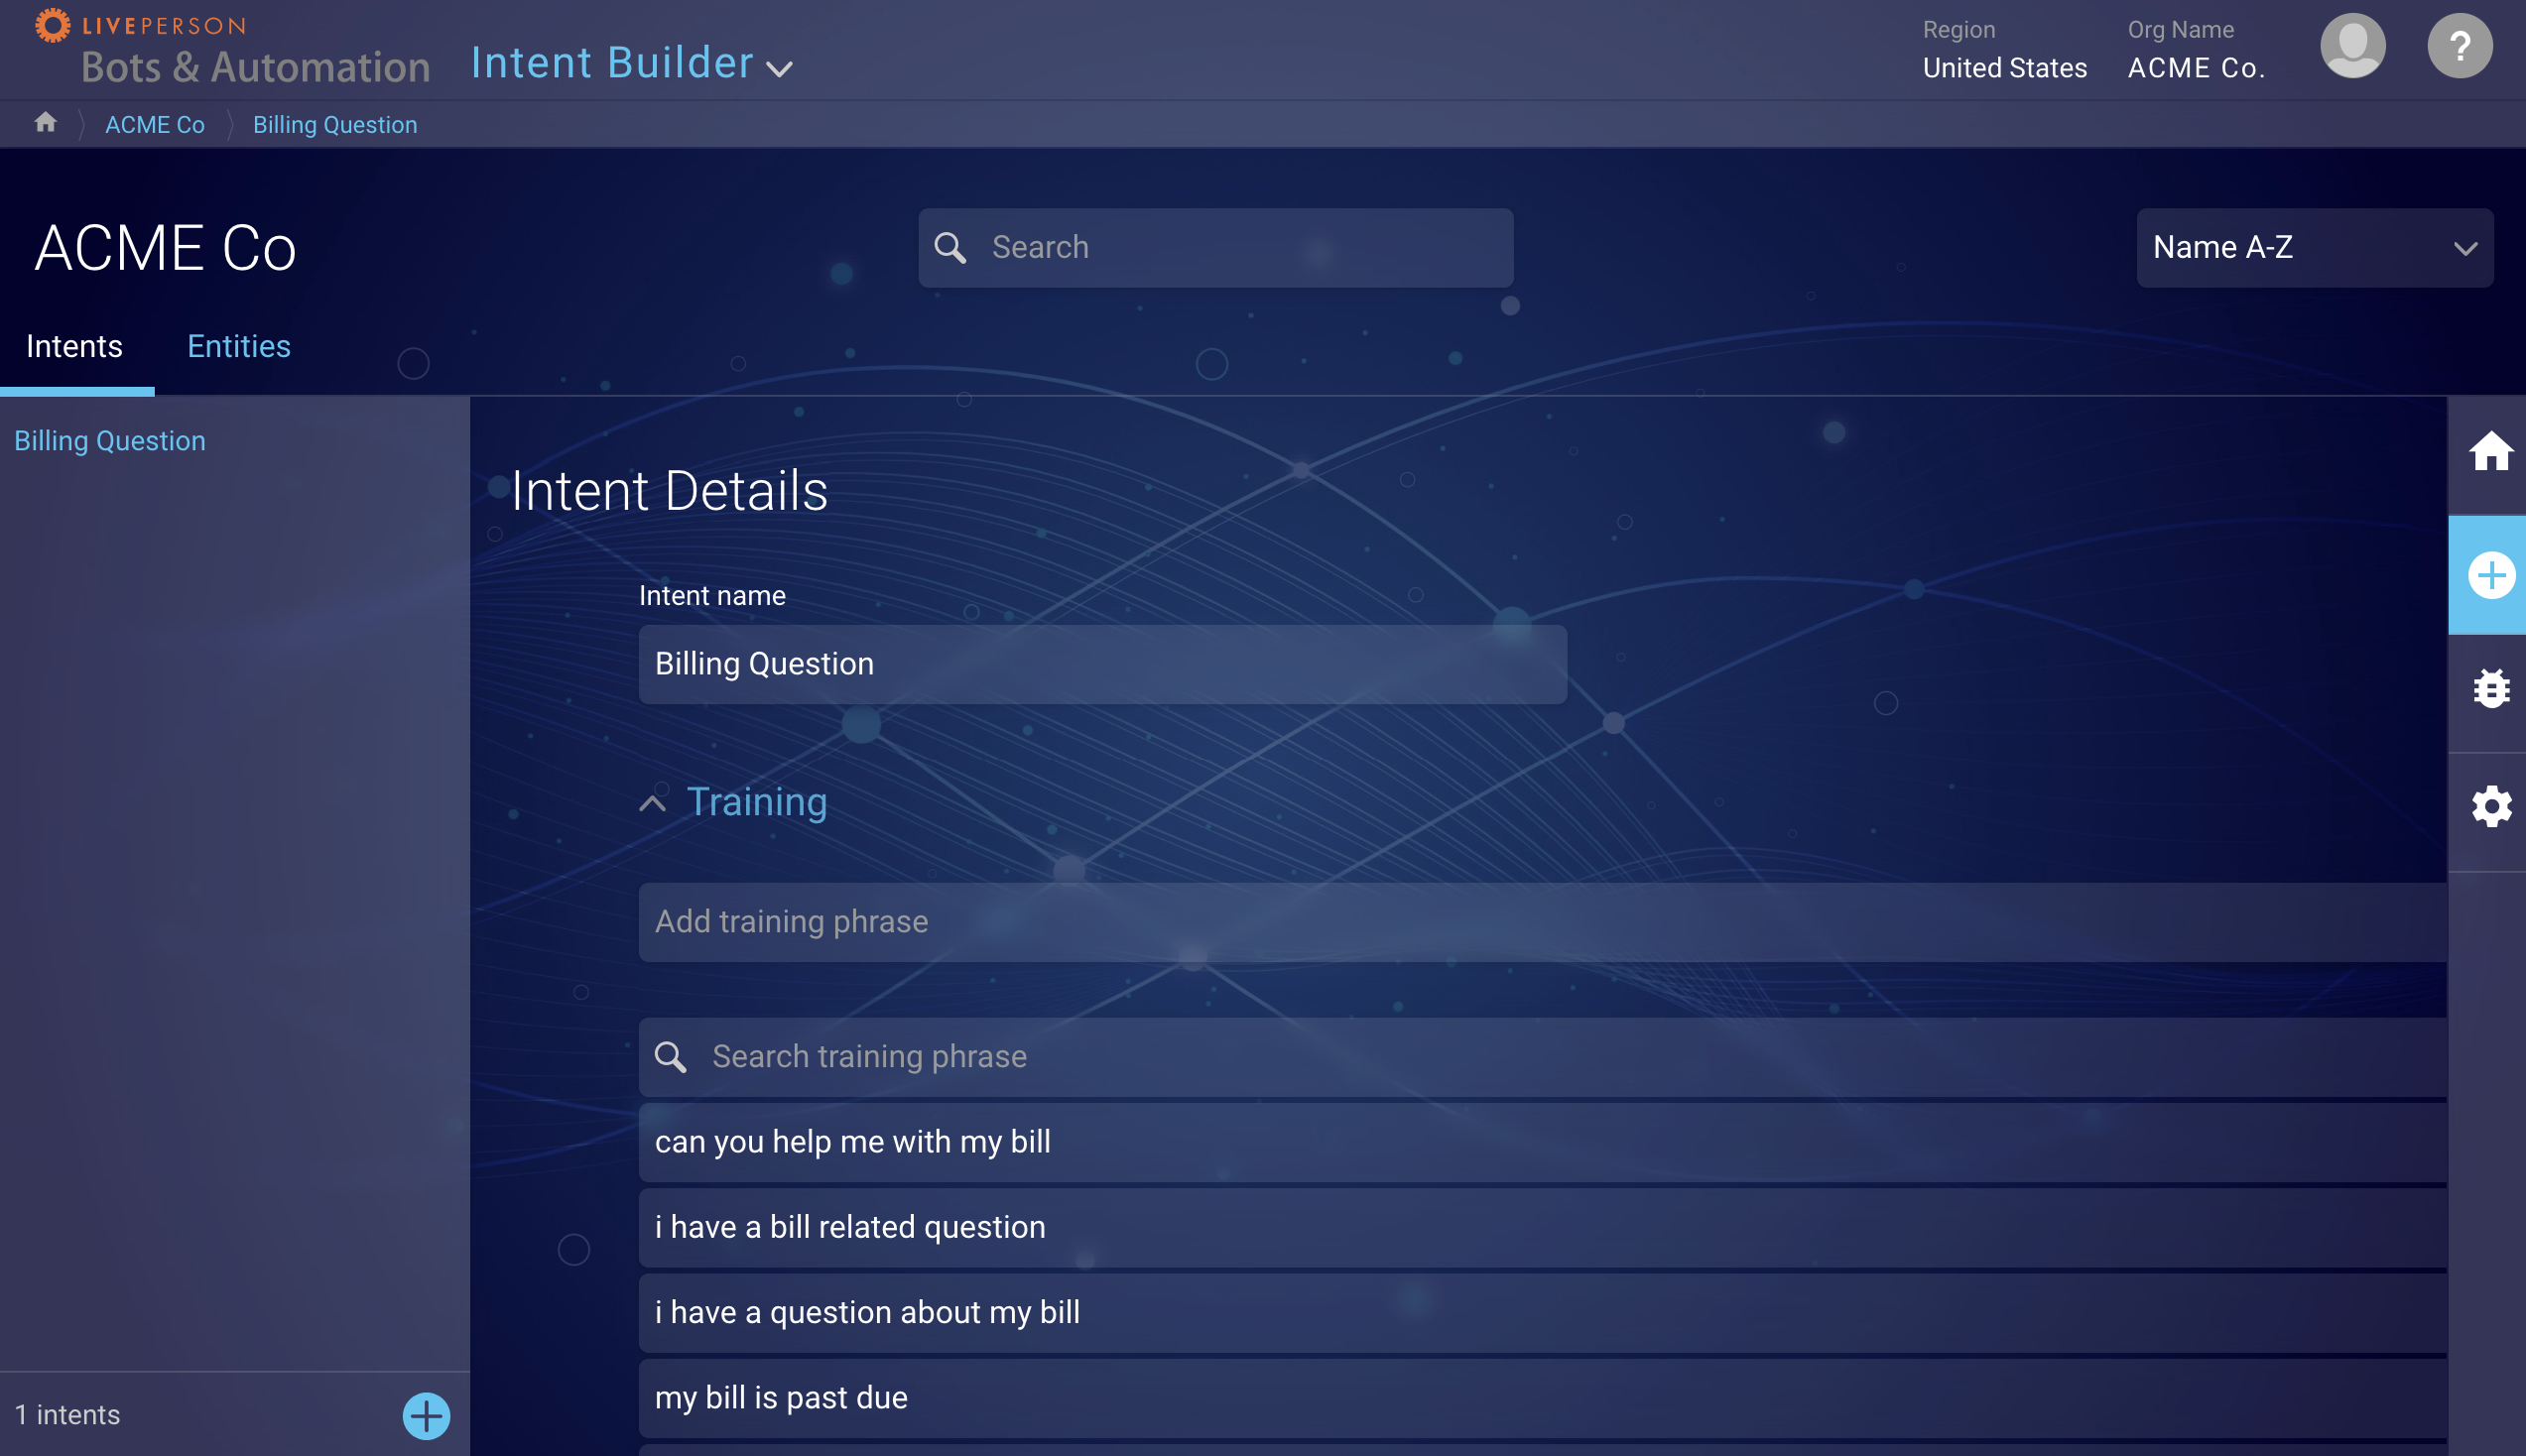 LIVEPERSON
Bots & Automation
Intent Builder
Region
United States
Org Name
ACME Co.
?
ACME Co
Billing Question
ACME Co
Search
Name A-Z
Intents
Entities
Billing Question
Intent Details
Intent name
Billing Question
Training
Add training phrase
Search training phrase
can you help me with my bill
i have a bill related question
i have a question about my bill
my bill is past due
1 intents